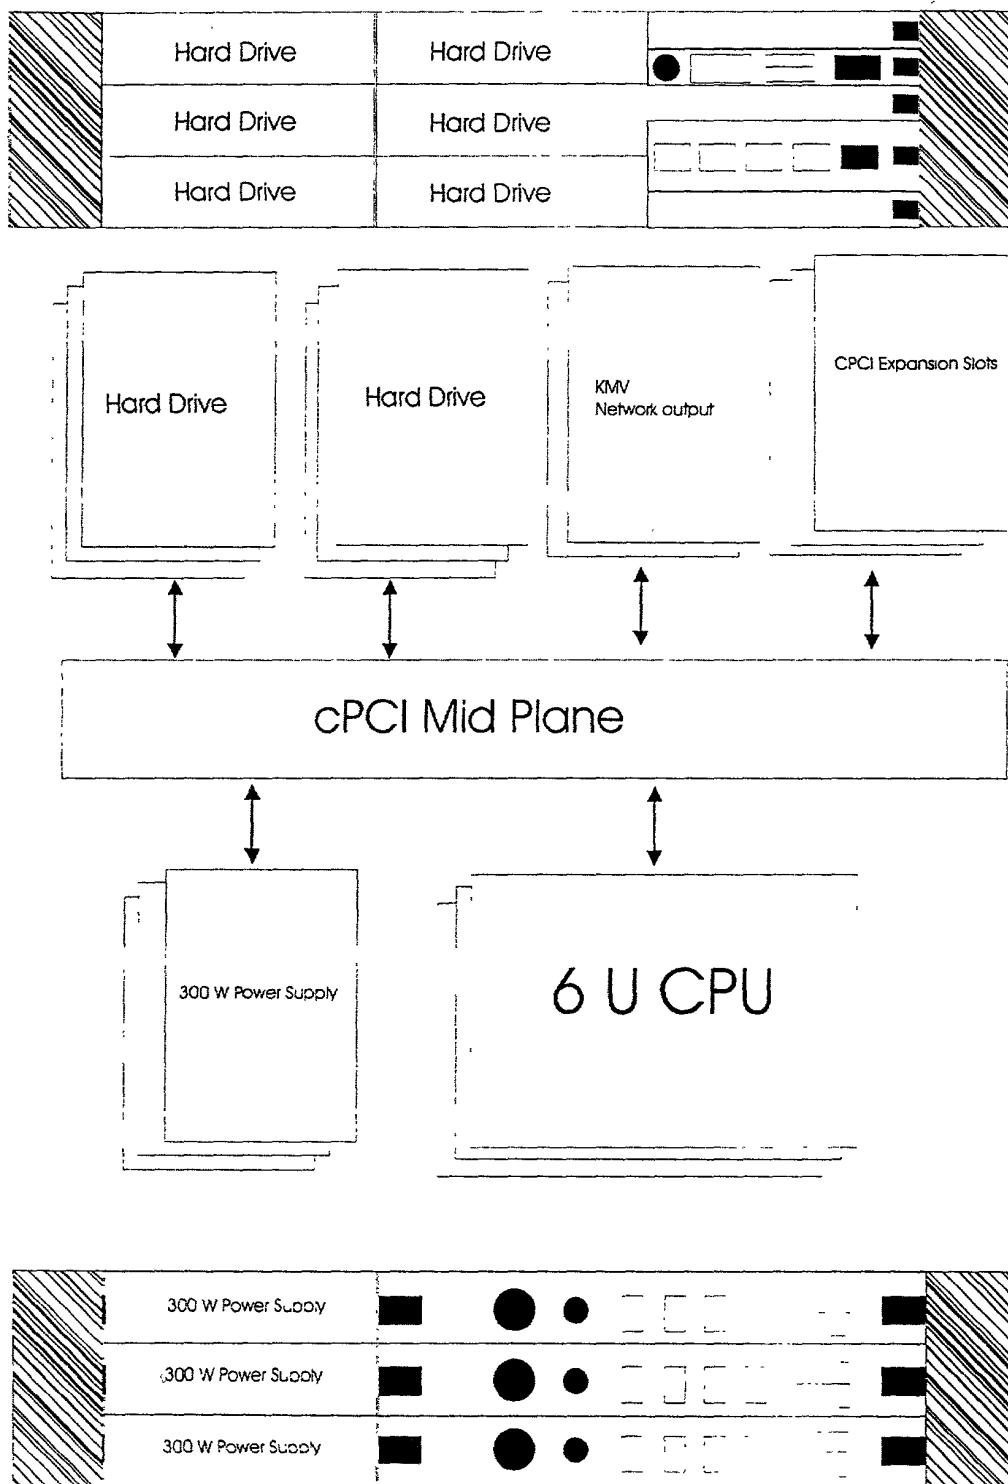 Hard Drive Hard Drive
Hard Drive Hard Drive
Hard Drive Hard Drive
CPCI Expansion Slots
Hard Drive
Hard Drive
KMV
Network output
cPCI Mid Plane
300 W Power Supply
6 U CPU
300 W Power Supply
300 W Power Supply
300 W Power Supply